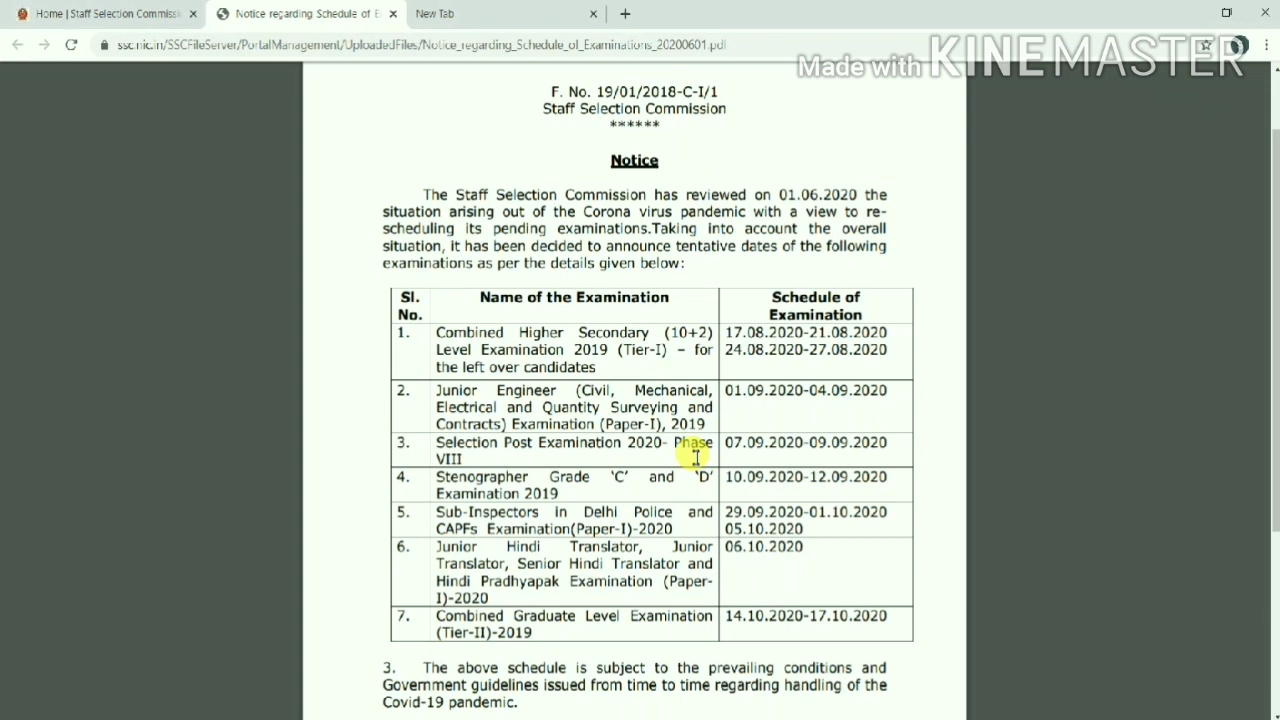 Home | Staff Selection Commissi
Notice regarding Schedule of E
New Tab
ssc.nic.in/SSCFileServer/PortalManagement/UploadedFiles/Notice_regarding_Schedule_of_Examinations_20200601.pdf
Made with KINEMASTER
F. No. 19/01/2018-C-I/1
Staff Selection Commission
******
Notice
The Staff Selection Commission has reviewed on 01.06.2020 the
situation arising out of the Corona virus pandemic with a view to re-
scheduling its pending examinations.Taking into account the overall
situation, it has been decided to announce tentative dates of the following
examinations as per the details given below:
Sl. No.
Name of the Examination
Schedule of
Examination
1.
Combined Higher Secondary (10+2)
Level Examination 2019 (Tier-I) – for
the left over candidates
17.08.2020-21.08.2020
24.08.2020-27.08.2020
2.
Junior Engineer (Civil, Mechanical,
Electrical and Quantity Surveying and
Contracts) Examination (Paper-I), 2019
01.09.2020-04.09.2020
3.
Selection Post Examination 2020- Phase
VIII
07.09.2020-09.09.2020
4.
Stenographer Grade ‘C’ and ‘D’
Examination 2019
10.09.2020-12.09.2020
5.
Sub-Inspectors in Delhi Police and
CAPFs Examination(Paper-I)-2020
29.09.2020-01.10.2020
05.10.2020
6.
Junior Hindi Translator, Junior
Translator, Senior Hindi Translator and
Hindi Pradhyapak Examination (Paper-
I)-2020
06.10.2020
7.
Combined Graduate Level Examination
(Tier-II)-2019
14.10.2020-17.10.2020
3. The above schedule is subject to the prevailing conditions and
Government guidelines issued from time to time regarding handling of the
Covid-19 pandemic.